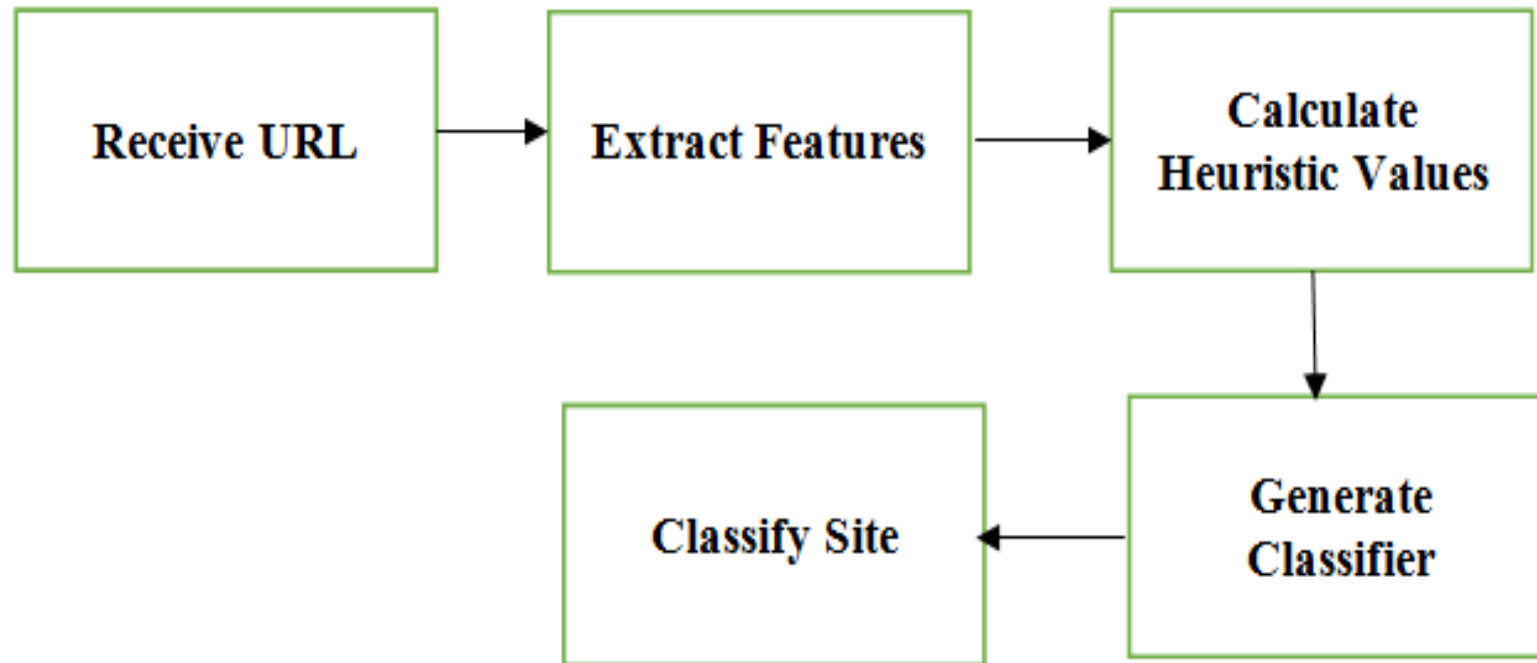 Receive URL
Extract Features
Calculate
Heuristic Values
Generate
Classifier
Classify Site